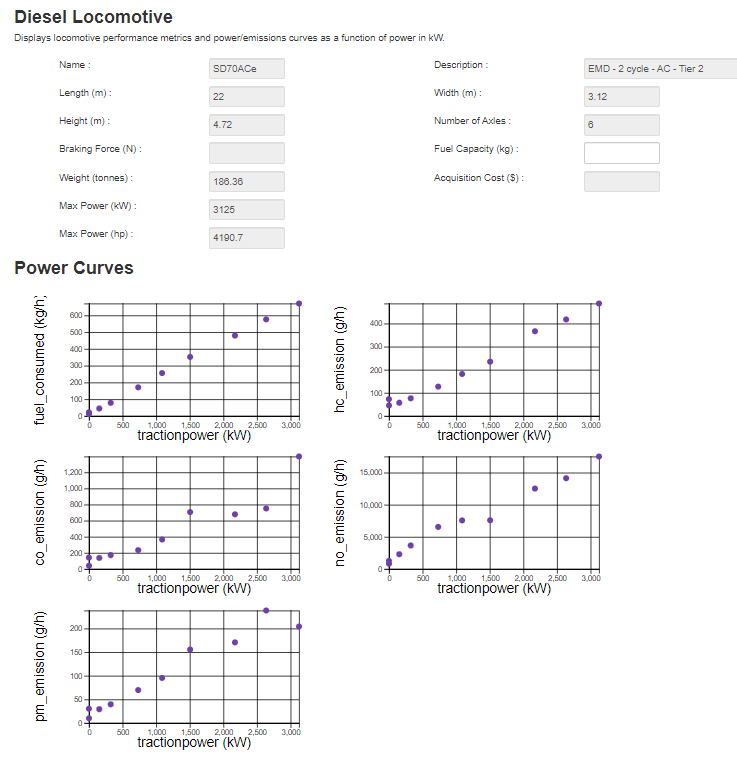 Diesel Locomotive
Displays locomotive performance metrics and power/emissions curves as a function of power in kW.
Name : SD70ACe Description : EMD - 2 cycle - AC - Tier 2
Length (m) : 22 Width (m) : 3.12
Height (m) : 4.72 Number of Axles : 6
Braking Force (N) : Fuel Capacity (kg) :
Weight (tonnes) : 186.36 Acquisition Cost ($) :
Max Power (kW) : 3125
Max Power (hp) : 4190.7
Power Curves
fuel_consumed (kg/h)
600
500
400
300
200
100
0
0 500 1,000 1,500 2,000 2,500 3,000
tractionpower (kW)
hc_emission (g/h)
400
300
200
100
0
0 500 1,000 1,500 2,000 2,500 3,000
tractionpower (kW)
co_emission (g/h)
1,200
1,000
800
600
400
200
0
0 500 1,000 1,500 2,000 2,500 3,000
tractionpower (kW)
no_emission (g/h)
15,000
10,000
5,000
0
0 500 1,000 1,500 2,000 2,500 3,000
tractionpower (kW)
pm_emission (g/h)
200
150
100
50
0
0 500 1,000 1,500 2,000 2,500 3,000
tractionpower (kW)